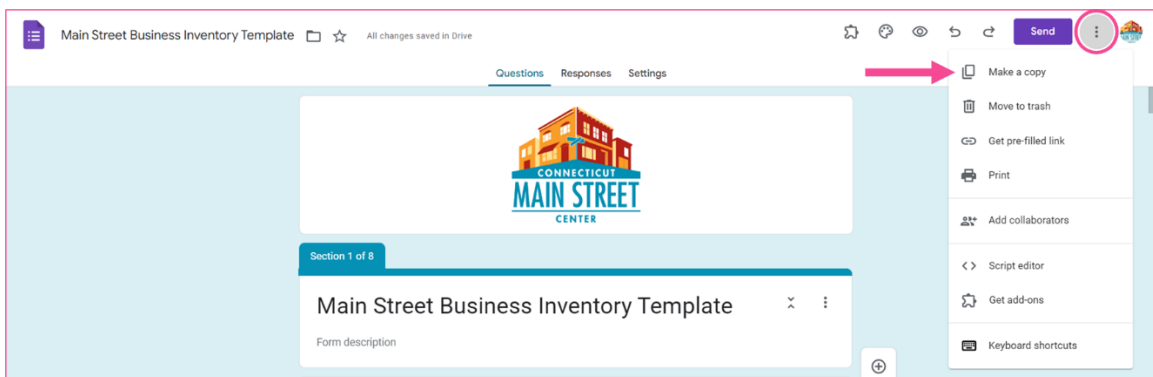 Main Street Business Inventory Template
All changes saved in Drive
Send
Questions Responses Settings
Make a copy
Move to trash
Get pre-filled link
Print
Add collaborators
Script editor
Get add-ons
Keyboard shortcuts
CONNECTICUT
MAIN STREET
CENTER
Section 1 of 8
Main Street Business Inventory Template
Form description